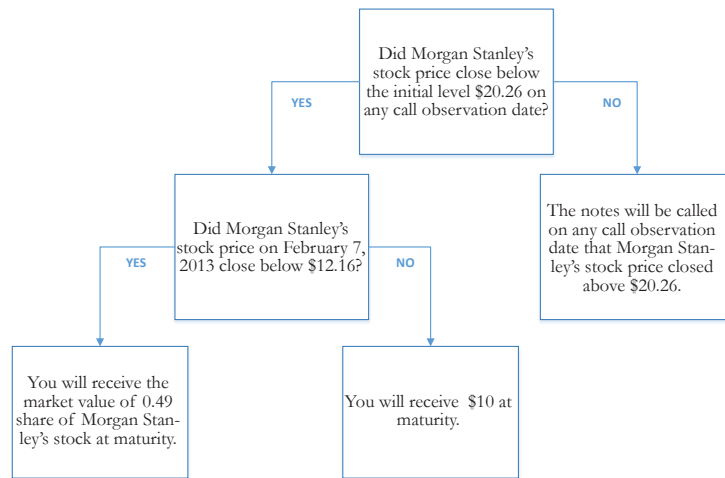 Did Morgan Stanley's
stock price close below
the initial level $20.26 on
any call observation date?
YES
NO
Did Morgan Stanley's
stock price on February 7,
2013 close below $12.16?
The notes will be called
on any call observation
date that Morgan Stan-
ley's stock price closed
above $20.26.
YES
NO
You will receive the
market value of 0.49
share of Morgan Stan-
ley's stock at maturity.
You will receive $10 at
maturity.